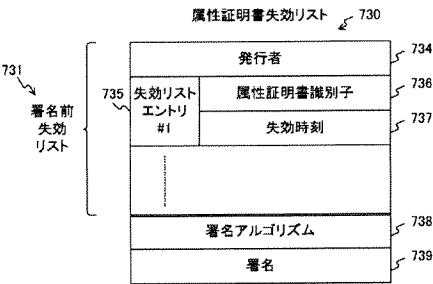 属性証明書失効リスト
730
731
署名前
失効
リスト
発行者
734
735
失効リスト
エントリ
#1
属性証明書識別子
736
失効時刻
737
署名アルゴリズム
738
署名
739